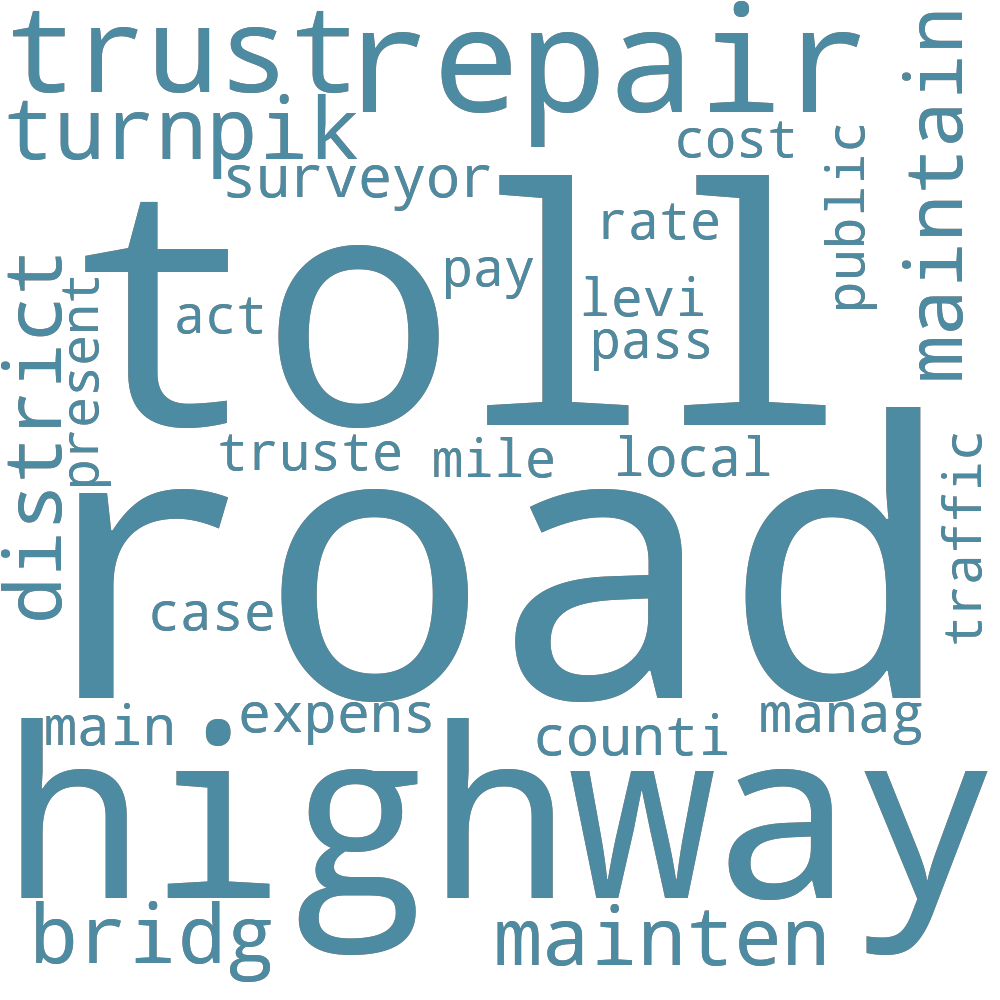 trust
repair
turnpik
cost
public
maintain
surveyor
toll
rate
pay
levi
act
pass
district
present
truste
mile
local
road
traffic
case
main
expens
counti
manag
highway
bridg
mainten